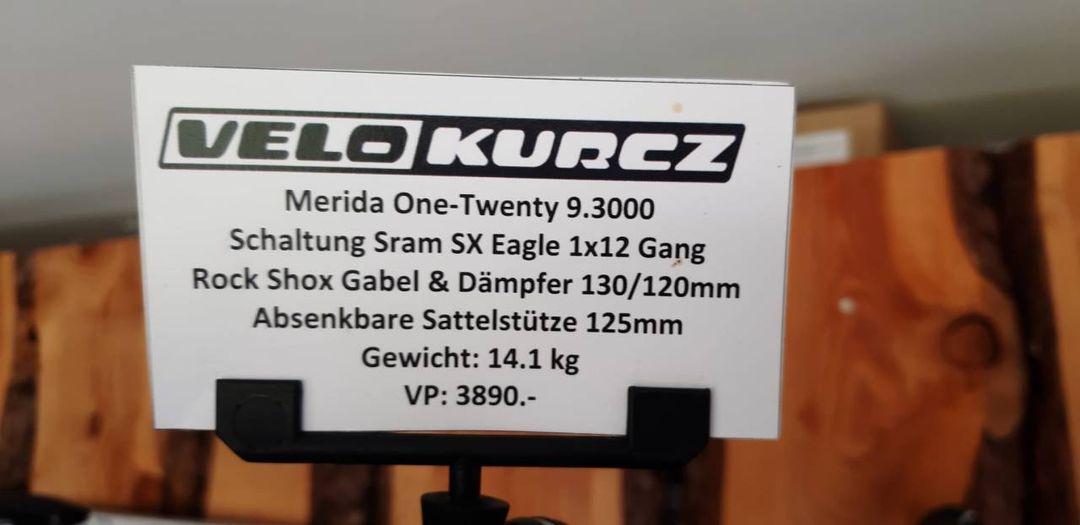 VELO KURCZ
Merida One-Twenty 9.3000
Schaltung Sram SX Eagle 1x12 Gang
Rock Shox Gabel & Dämpfer 130/120mm
Absenkbare Sattelstütze 125mm
Gewicht: 14.1 kg
VP: 3890.-